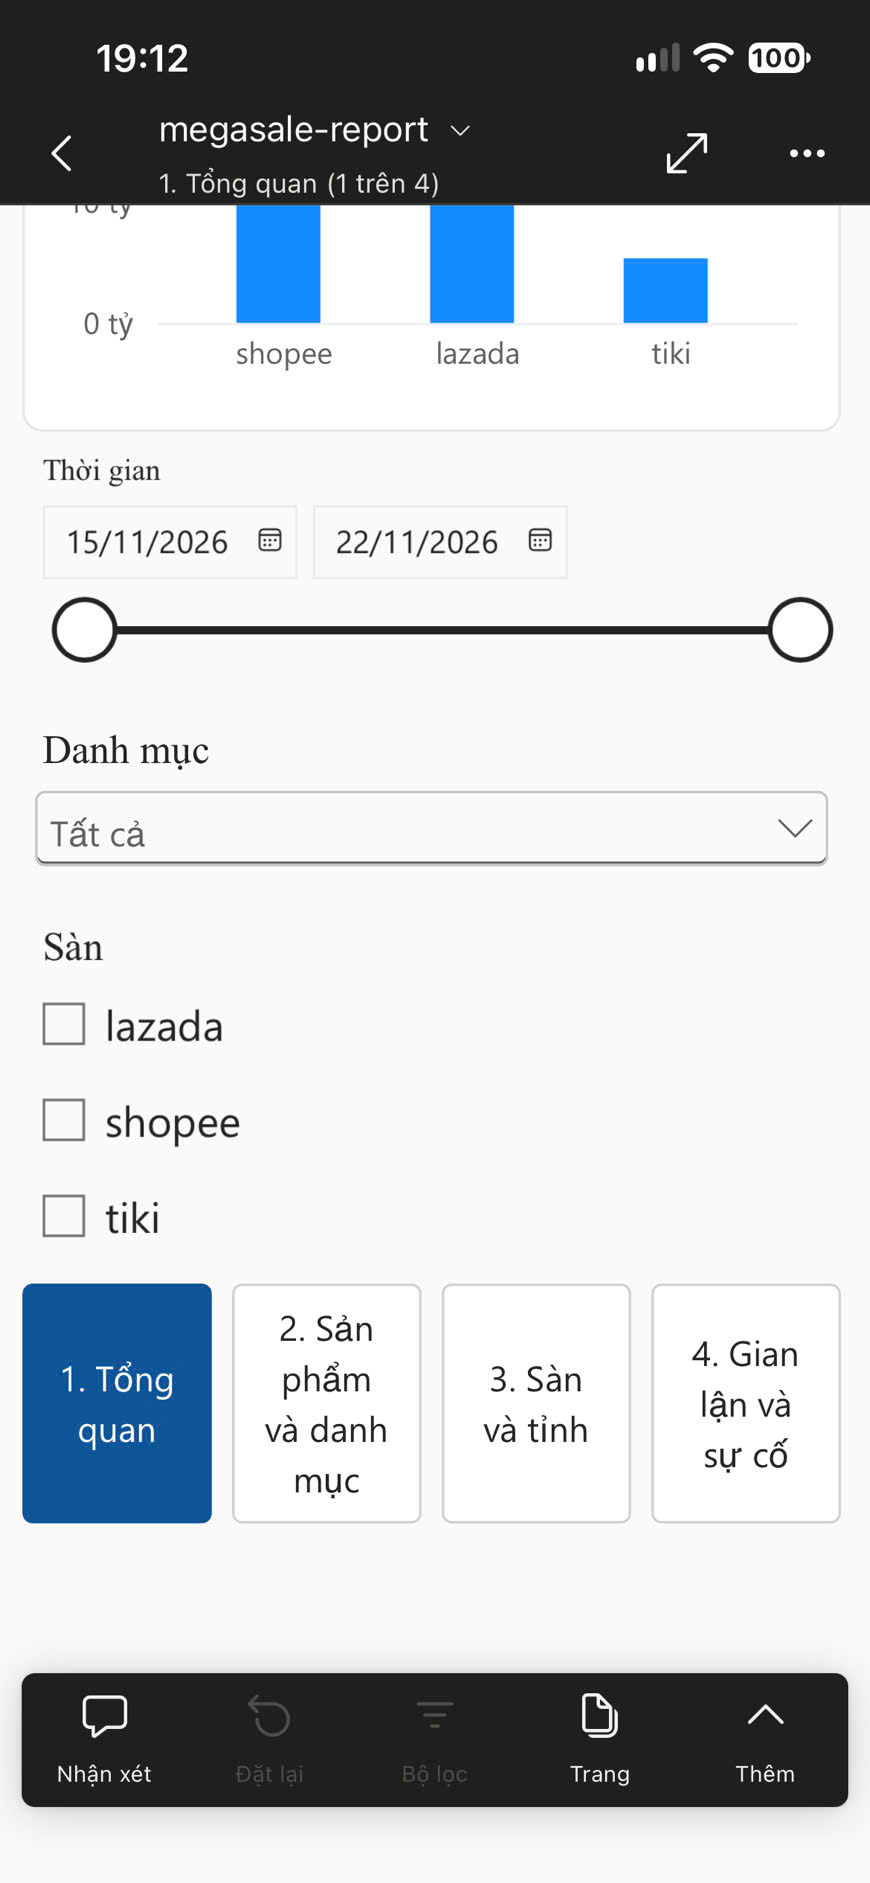 19:12
100
megasale-report
1. Tổng quan (1 trên 4)
10 tỷ
0 tỷ
shopee
lazada
tiki
Thời gian
15/11/2026
22/11/2026
Danh mục
Tất cả
Sàn
lazada
shopee
tiki
1. Tổng
quan
2. Sản
phẩm
và danh
mục
3. Sàn
và tỉnh
4. Gian
lận và
sự cố
Nhận xét
Đặt lại
Bộ lọc
Trang
Thêm